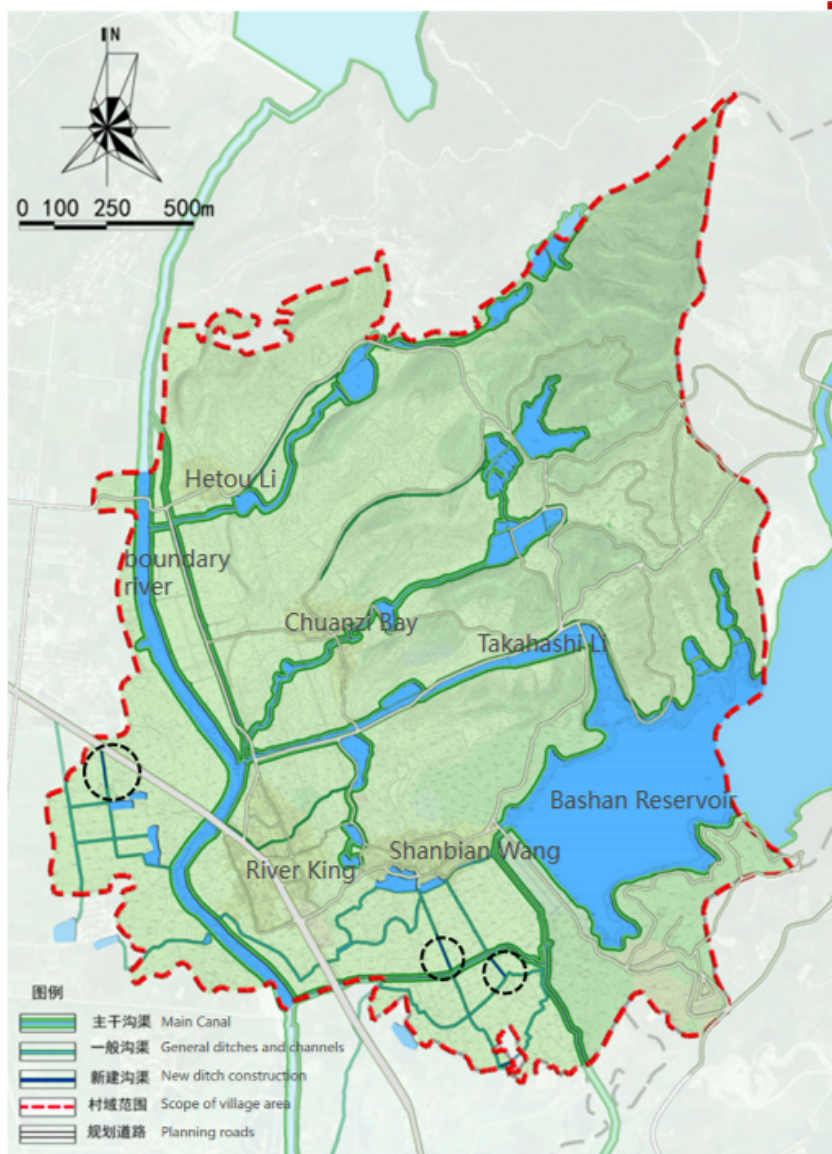 N
0 100 250 500m
Hetou Li
boundary
river
Chuanzi Bay
Takahashi Li
Bashan Reservoir
Shanbian Wang
River King
图例
主干沟渠 Main Canal
一般沟渠 General ditches and channels
新建沟渠 New ditch construction
村域范围 Scope of village area
规划道路 Planning roads